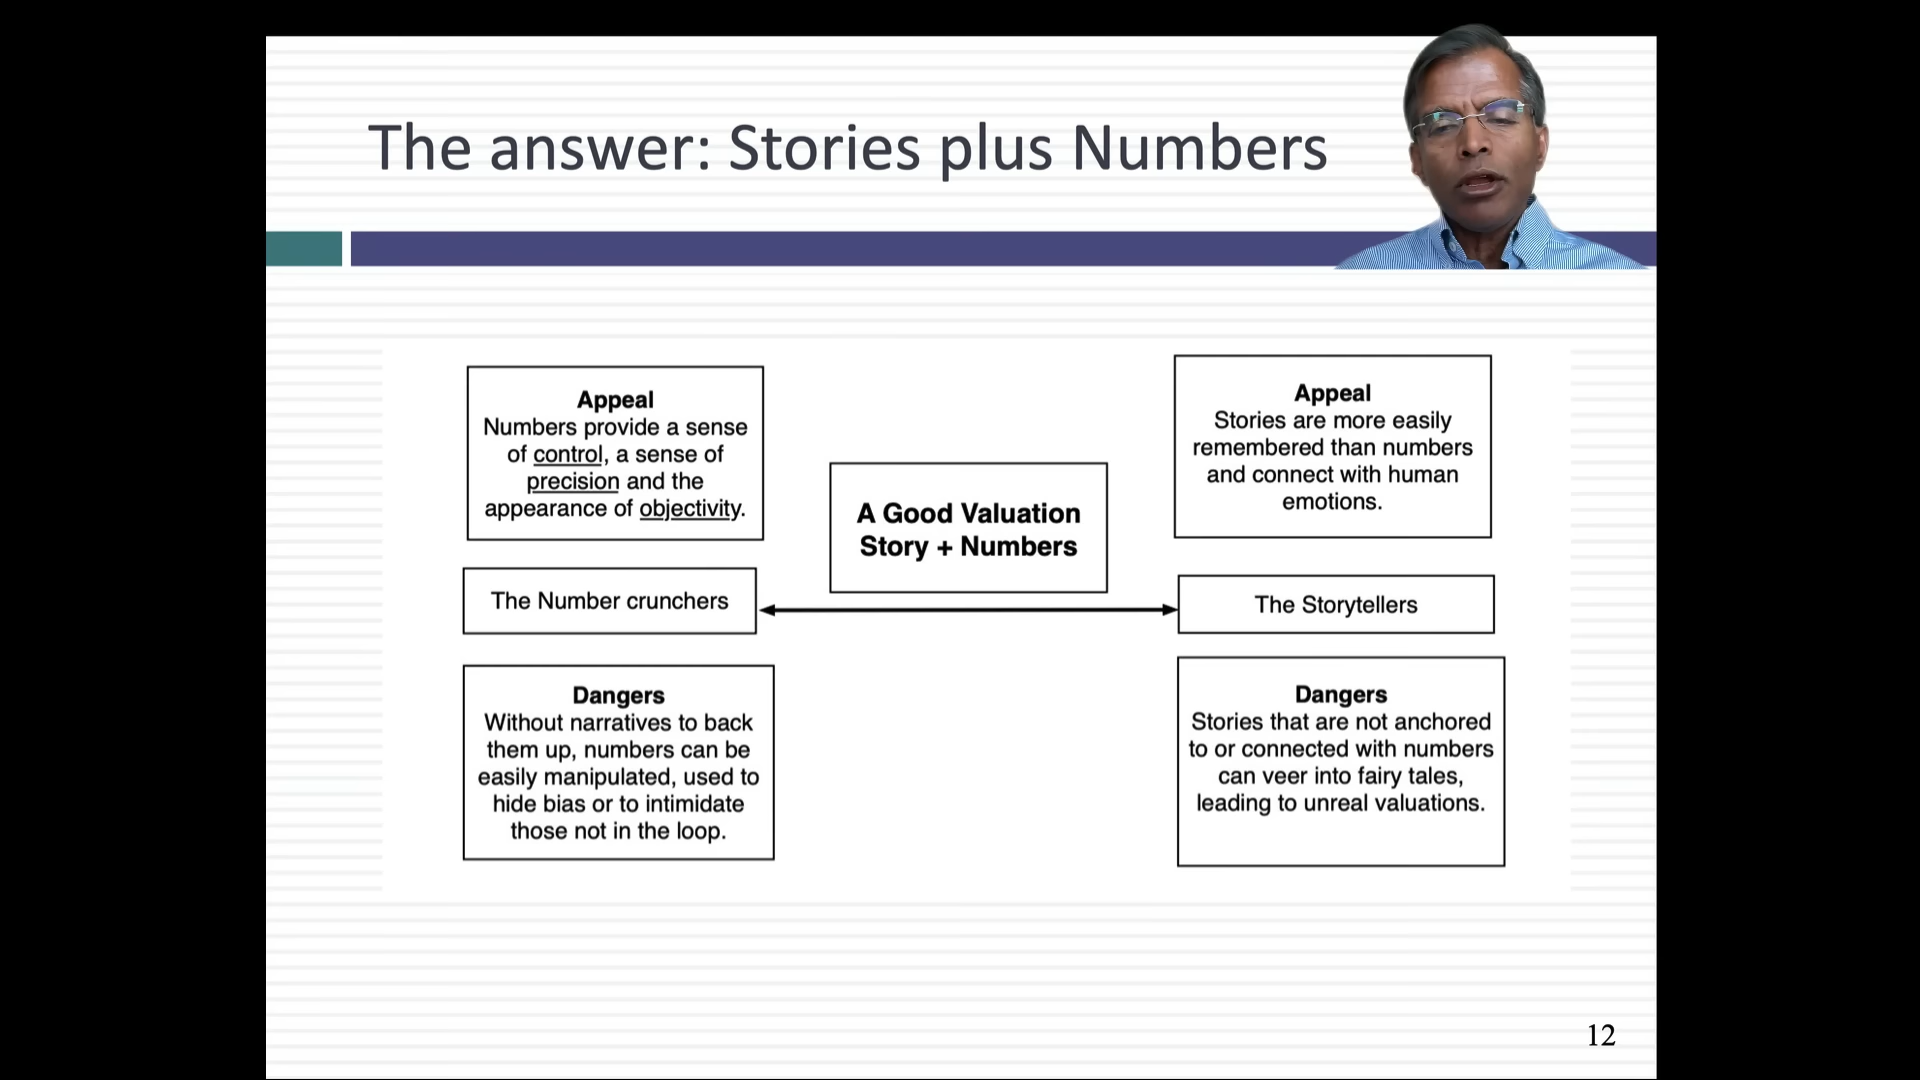 The answer: Stories plus Numbers
Appeal
Numbers provide a sense
of control, a sense of
precision and the
appearance of objectivity.
The Number crunchers
Dangers
Without narratives to back
them up, numbers can be
easily manipulated, used to
hide bias or to intimidate
those not in the loop.
A Good Valuation
Story + Numbers
Appeal
Stories are more easily
remembered than numbers
and connect with human
emotions.
The Storytellers
Dangers
Stories that are not anchored
to or connected with numbers
can veer into fairy tales,
leading to unreal valuations.
12